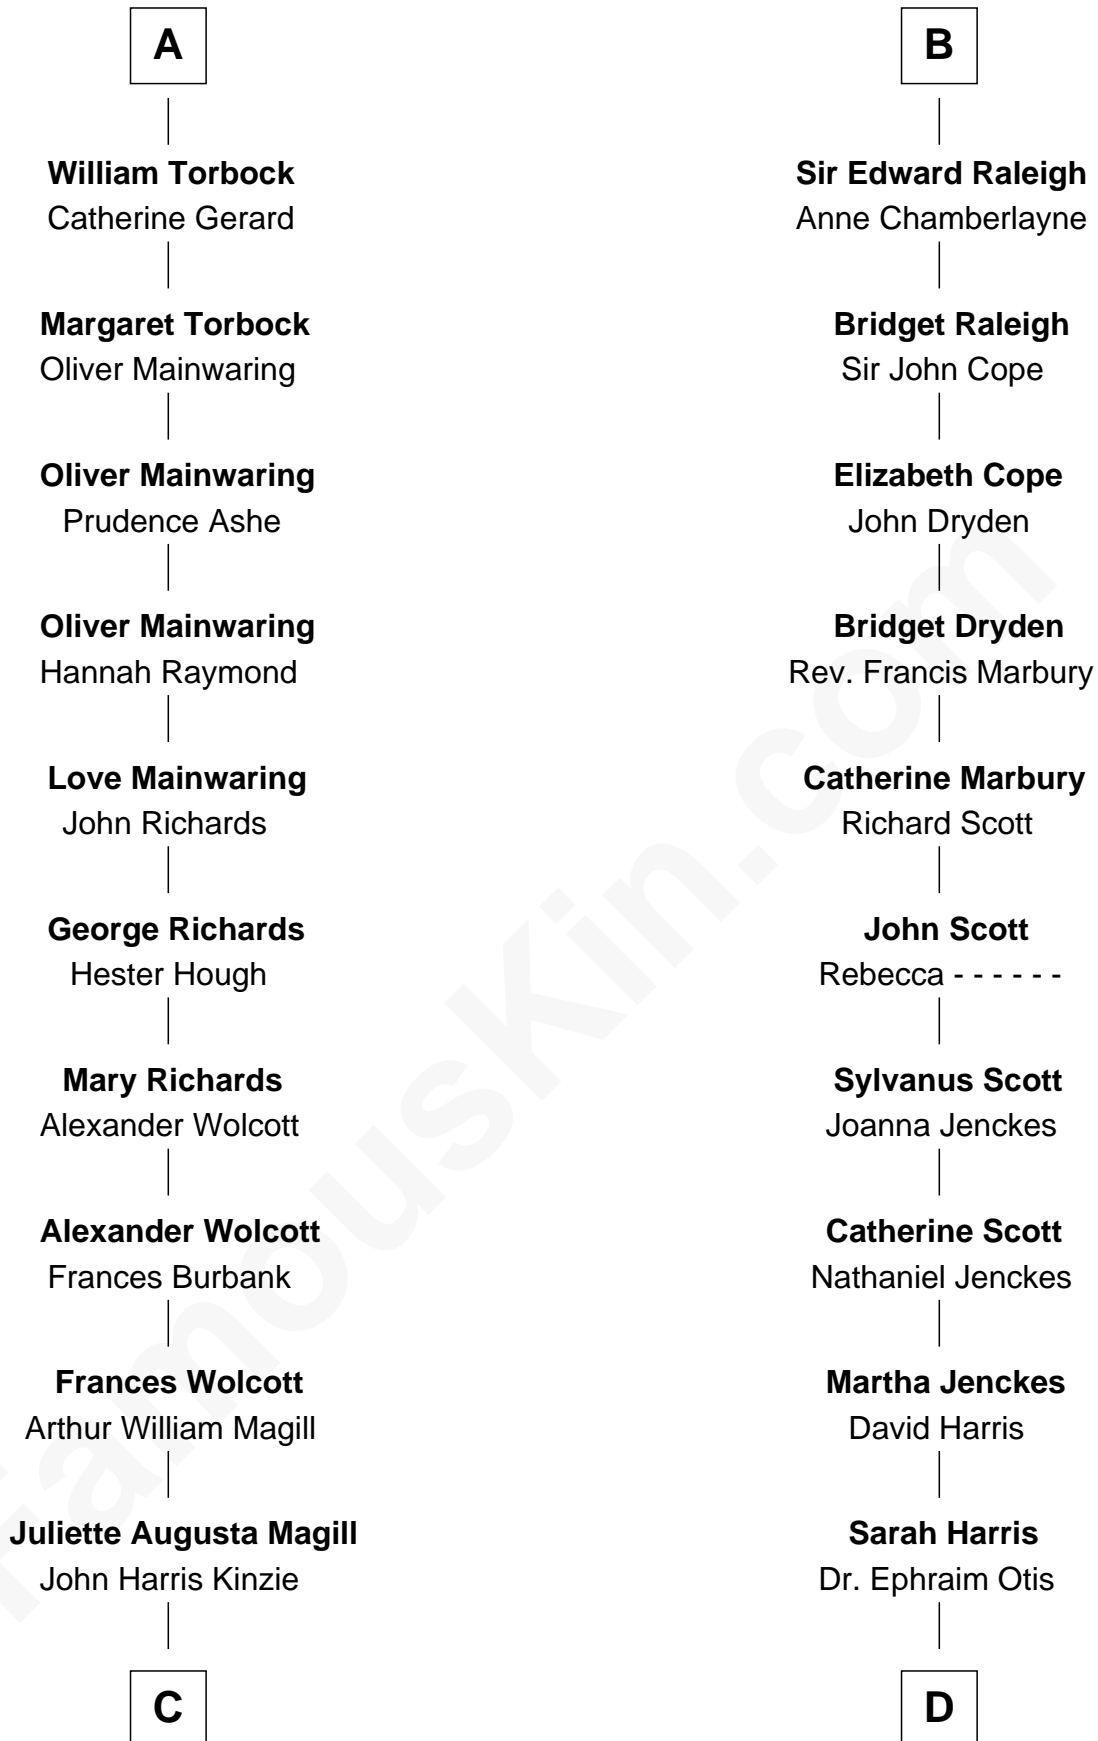 A
William Torbock
Catherine Gerard
Margaret Torbock
Oliver Mainwaring
Oliver Mainwaring
Prudence Ashe
Oliver Mainwaring
Hannah Raymond
Love Mainwaring
John Richards
George Richards
Hester Hough
Mary Richards
Alexander Wolcott
Alexander Wolcott
Frances Burbank
Frances Wolcott
Arthur William Magill
Juliette Augusta Magill
John Harris Kinzie
C
B
Sir Edward Raleigh
Anne Chamberlayne
Bridget Raleigh
Sir John Cope
Elizabeth Cope
John Dryden
Bridget Dryden
Rev. Francis Marbury
Catherine Marbury
Richard Scott
John Scott
Rebecca - - - - - -
Sylvanus Scott
Joanna Jenckes
Catherine Scott
Nathaniel Jenckes
Martha Jenckes
David Harris
Sarah Harris
Dr. Ephraim Otis
D
FamousKin.com